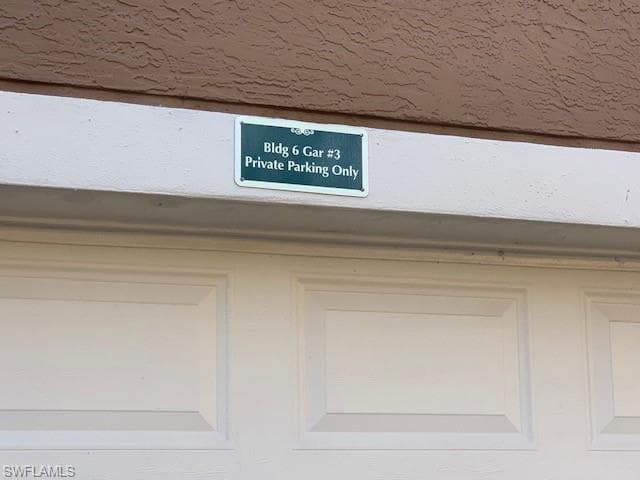 Bldg 6 Gar #3
Private Parking Only
SWFLAMLS